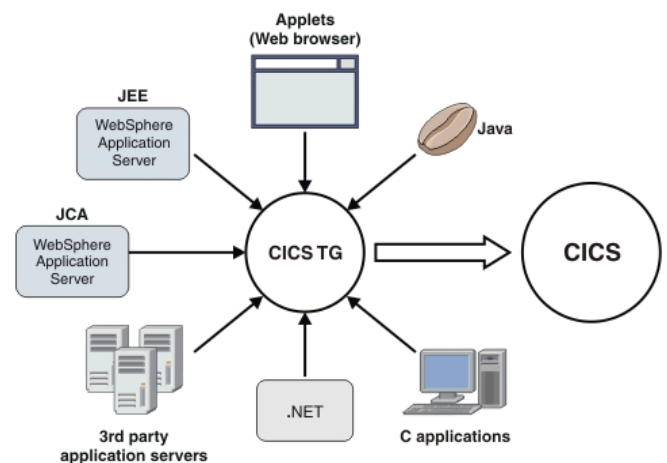 Applets
(Web browser)
JEE
WebSphere
Application
Server
Java
JCA
WebSphere
Application
Server
CICS TG
CICS
3rd party
application servers
.NET
C applications